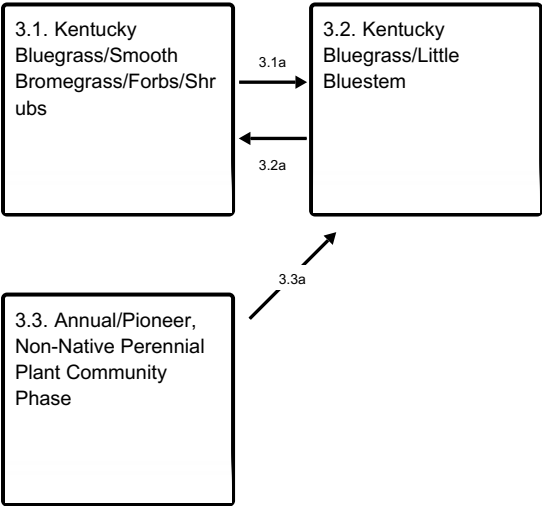 3.1. Kentucky
Bluegrass/Smooth
Bromegrass/Forbs/Shr
ubs
3.1a
3.2. Kentucky
Bluegrass/Little
Bluestem
3.2a
3.3a
3.3. Annual/Pioneer,
Non-Native Perennial
Plant Community
Phase